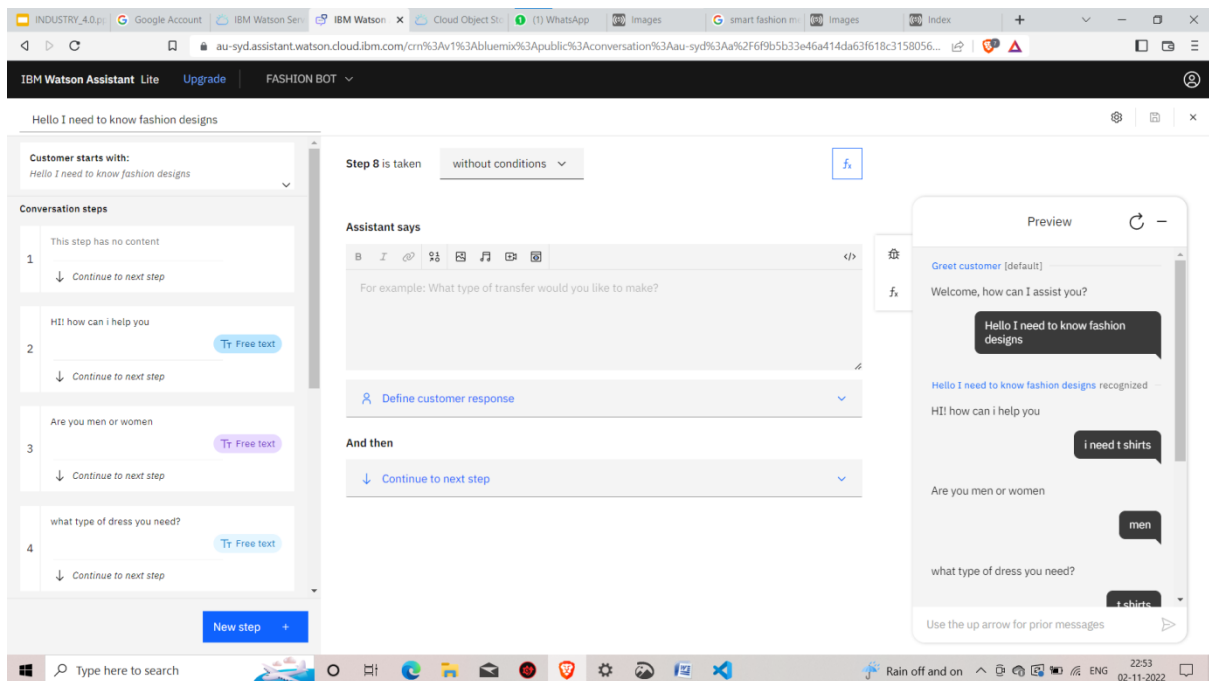 INDUSTRY_4.0.pp
Google Account
IBM Watson Serv
IBM Watson
Cloud Object Sto
(1) WhatsApp
Images
smart fashion mo
Images
Index
au-syd.assistant.watson.cloud.ibm.com/crn%3Av1%3Abluemix%3Apublic%3Aconversation%3Aau-syd%3Aa%2F6f9b5b33e46a414da63f618c3158056...
IBM Watson Assistant Lite
Upgrade
FASHION BOT
Hello I need to know fashion designs
Customer starts with:
Hello I need to know fashion designs
Conversation steps
1
This step has no content
Continue to next step
2
HI! how can i help you
Free text
Continue to next step
3
Are you men or women
Free text
Continue to next step
4
what type of dress you need?
Free text
Continue to next step
New step +
Step 8 is taken
without conditions
fx
Assistant says
B I
</>
For example: What type of transfer would you like to make?
Define customer response
And then
Continue to next step
fx
Preview
Greet customer [default]
Welcome, how can I assist you?
Hello I need to know fashion
designs
Hello I need to know fashion designs recognized
HI! how can i help you
i need t shirts
Are you men or women
men
what type of dress you need?
t shirts
Use the up arrow for prior messages
Type here to search
Rain off and on
ENG
22:53
02-11-2022